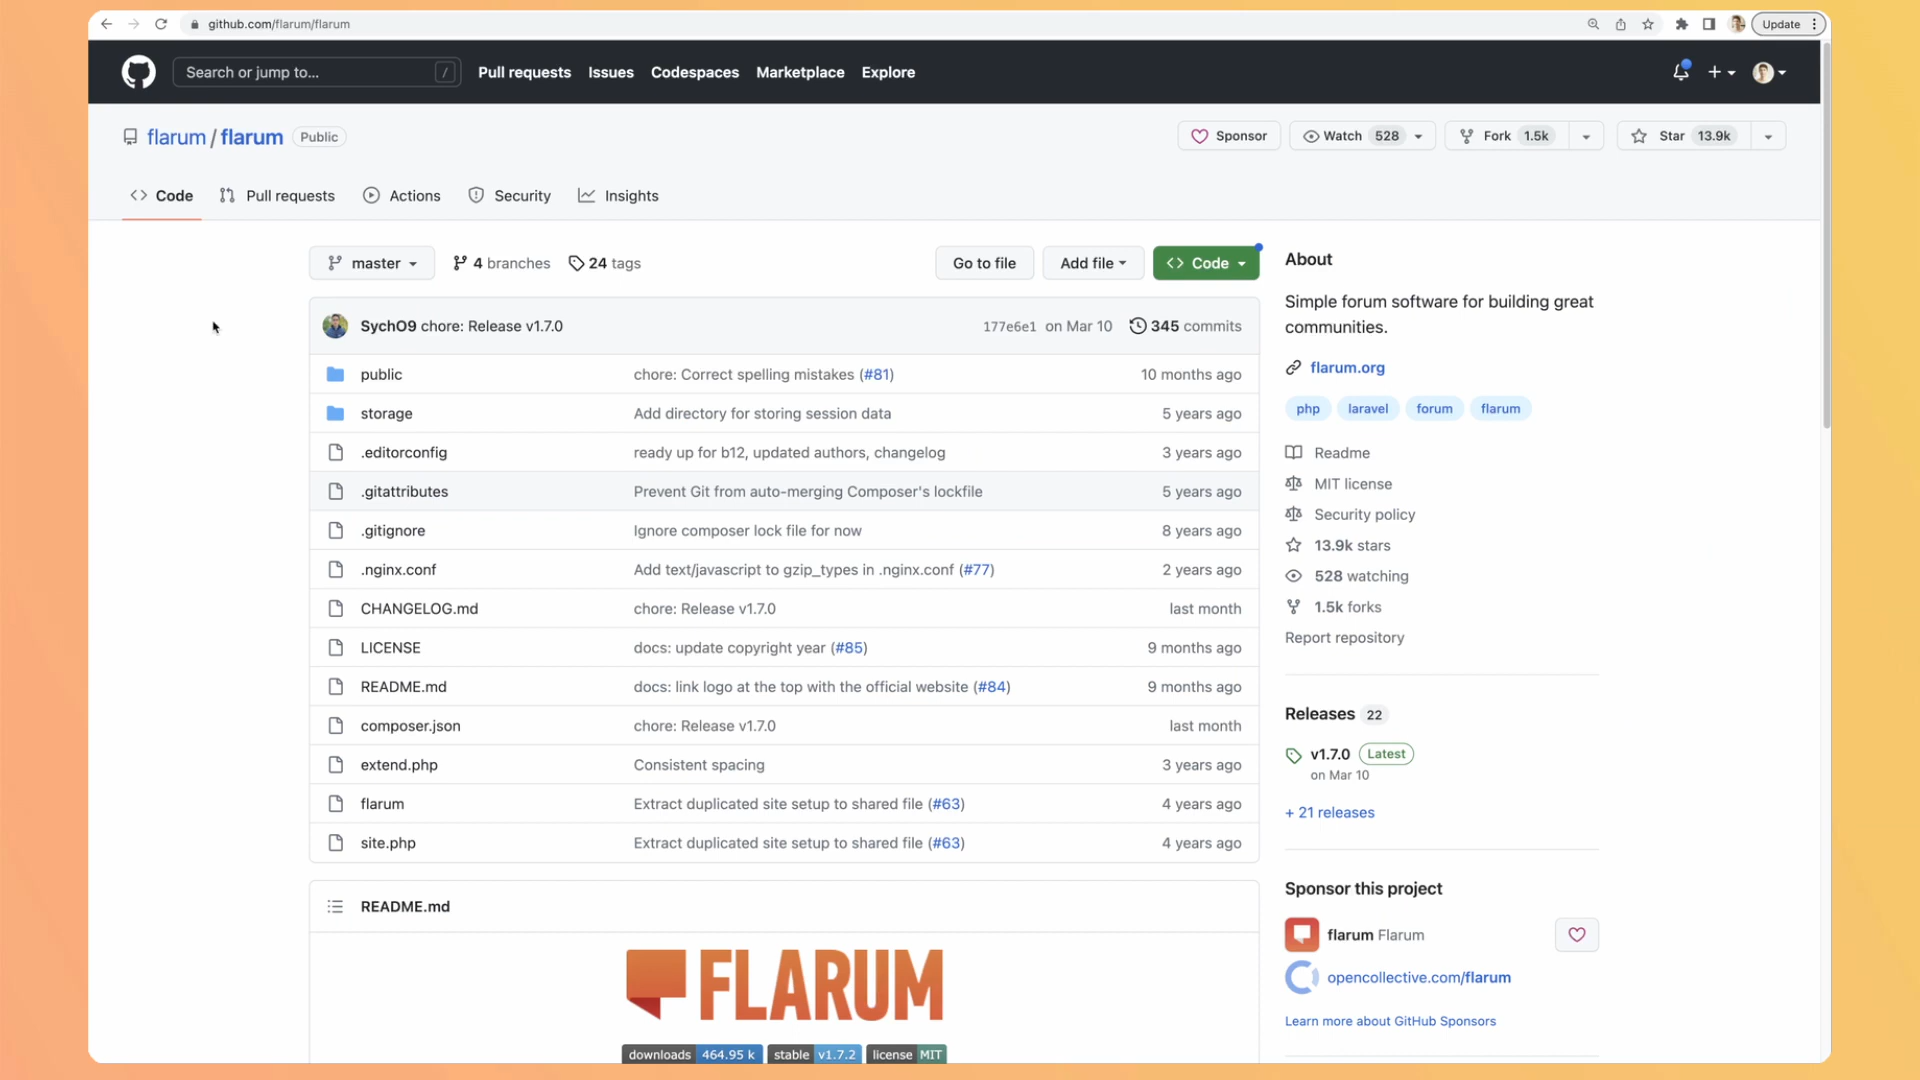 github.com/flarum/flarum
Update
Search or jump to... /
Pull requests Issues Codespaces Marketplace Explore
flarum / flarum Public
Sponsor Watch 528 Fork 1.5k Star 13.9k
Code Pull requests Actions Security Insights
master 4 branches 24 tags Go to file Add file Code
SychO9 chore: Release v1.7.0 177e6e1 on Mar 10 345 commits
public chore: Correct spelling mistakes (#81) 10 months ago
storage Add directory for storing session data 5 years ago
.editorconfig ready up for b12, updated authors, changelog 3 years ago
.gitattributes Prevent Git from auto-merging Composer's lockfile 5 years ago
.gitignore Ignore composer lock file for now 8 years ago
.nginx.conf Add text/javascript to gzip_types in .nginx.conf (#77) 2 years ago
CHANGELOG.md chore: Release v1.7.0 last month
LICENSE docs: update copyright year (#85) 9 months ago
README.md docs: link logo at the top with the official website (#84) 9 months ago
composer.json chore: Release v1.7.0 last month
extend.php Consistent spacing 3 years ago
flarum Extract duplicated site setup to shared file (#63) 4 years ago
site.php Extract duplicated site setup to shared file (#63) 4 years ago
README.md
FLARUM
downloads 464.95 k stable v1.7.2 license MIT
About
Simple forum software for building great
communities.
flarum.org
php laravel forum flarum
Readme
MIT license
Security policy
13.9k stars
528 watching
1.5k forks
Report repository
Releases 22
v1.7.0 Latest
on Mar 10
+ 21 releases
Sponsor this project
flarum Flarum
opencollective.com/flarum
Learn more about GitHub Sponsors